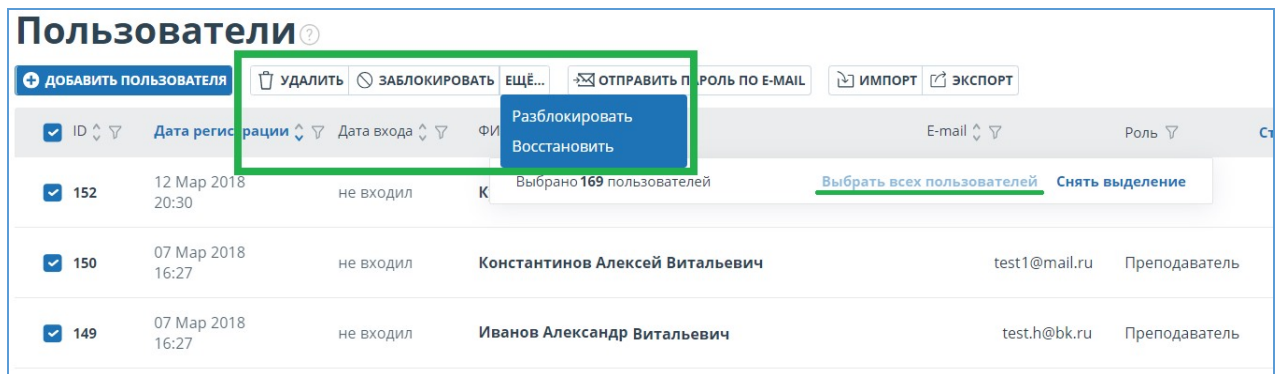 Пользователи ?
ДОБАВИТЬ ПОЛЬЗОВАТЕЛЯ УДАЛИТЬ ЗАБЛОКИРОВАТЬ ЕЩЁ... ОТПРАВИТЬ ПАРОЛЬ ПО E-MAIL ИМПОРТ ЭКСПОРТ
Разблокировать
Восстановить
ID Дата регистрации Дата входа E-mail Роль
Выбрано 169 пользователей Выбрать всех пользователей Снять выделение
152 12 Мар 2018 не входил К
20:30
150 07 Мар 2018 не входил Константинов Алексей Витальевич test1@mail.ru Преподаватель
16:27
149 07 Мар 2018 не входил Иванов Александр Витальевич test.h@bk.ru Преподаватель
16:27